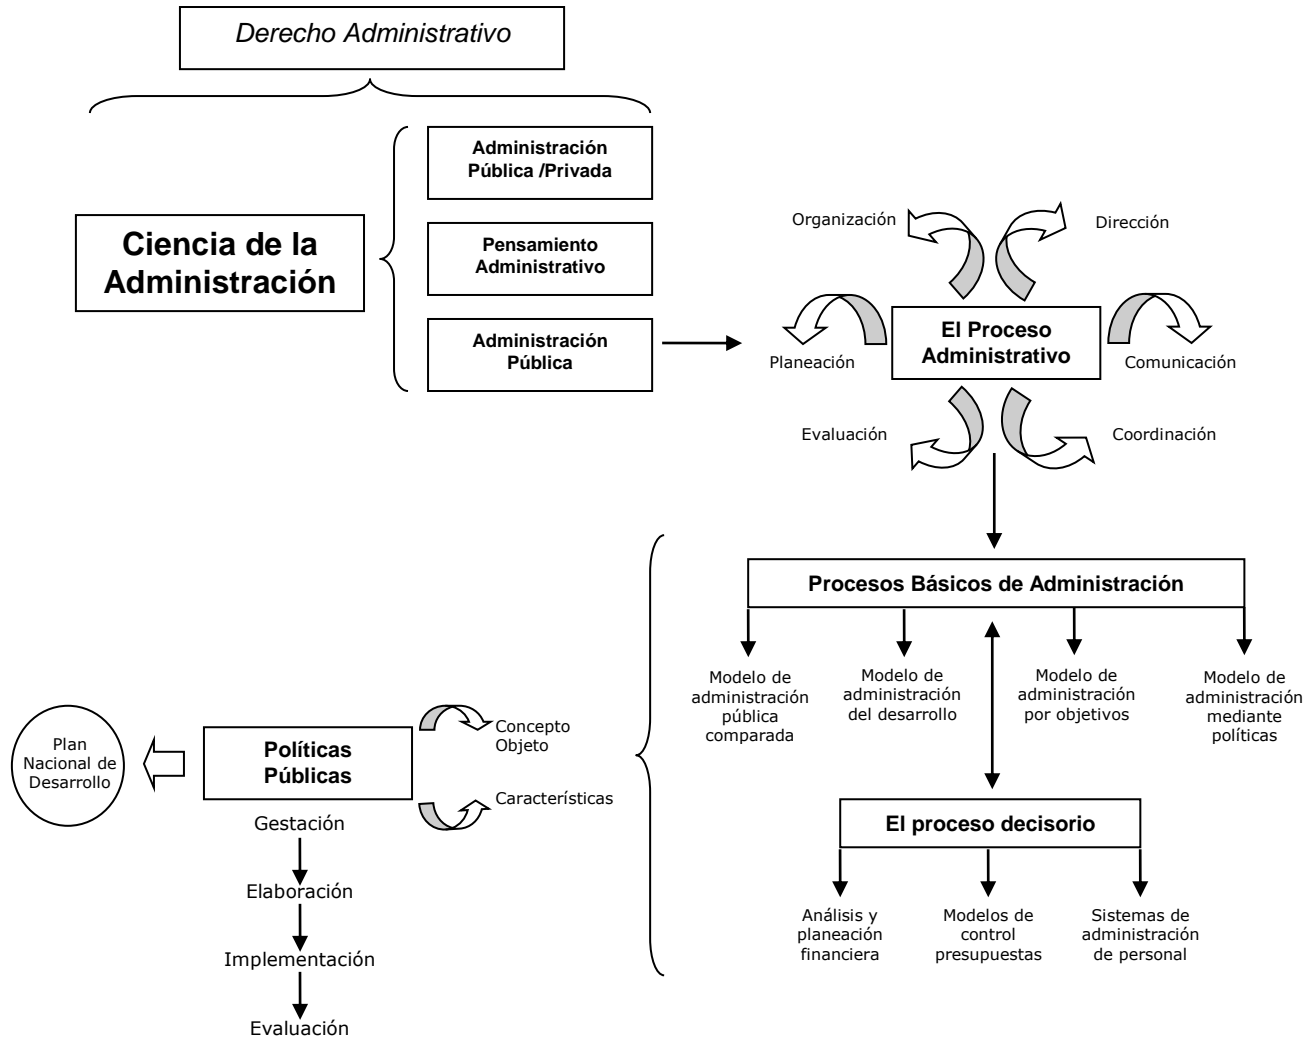 Derecho Administrativo
Administración
Pública /Privada
Ciencia de la
Administración
Pensamiento
Administrativo
Administración
Pública
Organización
Dirección
El Proceso
Administrativo
Planeación
Comunicación
Evaluación
Coordinación
Procesos Básicos de Administración
Modelo de
administración
pública
comparada
Modelo de
administración
del desarrollo
Modelo de
administración
por objetivos
Modelo de
administración
mediante
políticas
El proceso decisorio
Análisis y
planeación
financiera
Modelos de
control
presupuestas
Sistemas de
administración
de personal
Políticas
Públicas
Concepto
Objeto
Características
Plan
Nacional de
Desarrollo
Gestación
Elaboración
Implementación
Evaluación